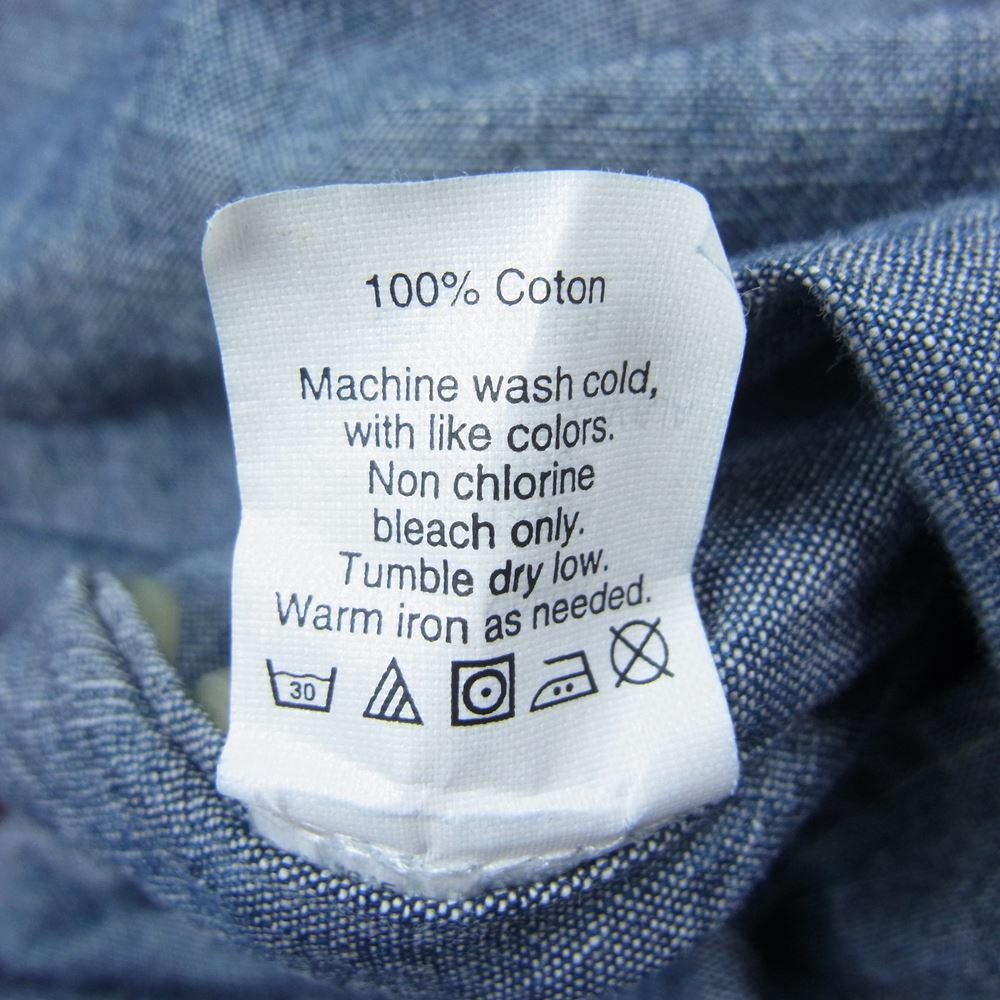 100% Coton
Machine wash cold,
with like colors.
Non chlorine
bleach only.
Tumble dry low.
Warm iron as needed.
30